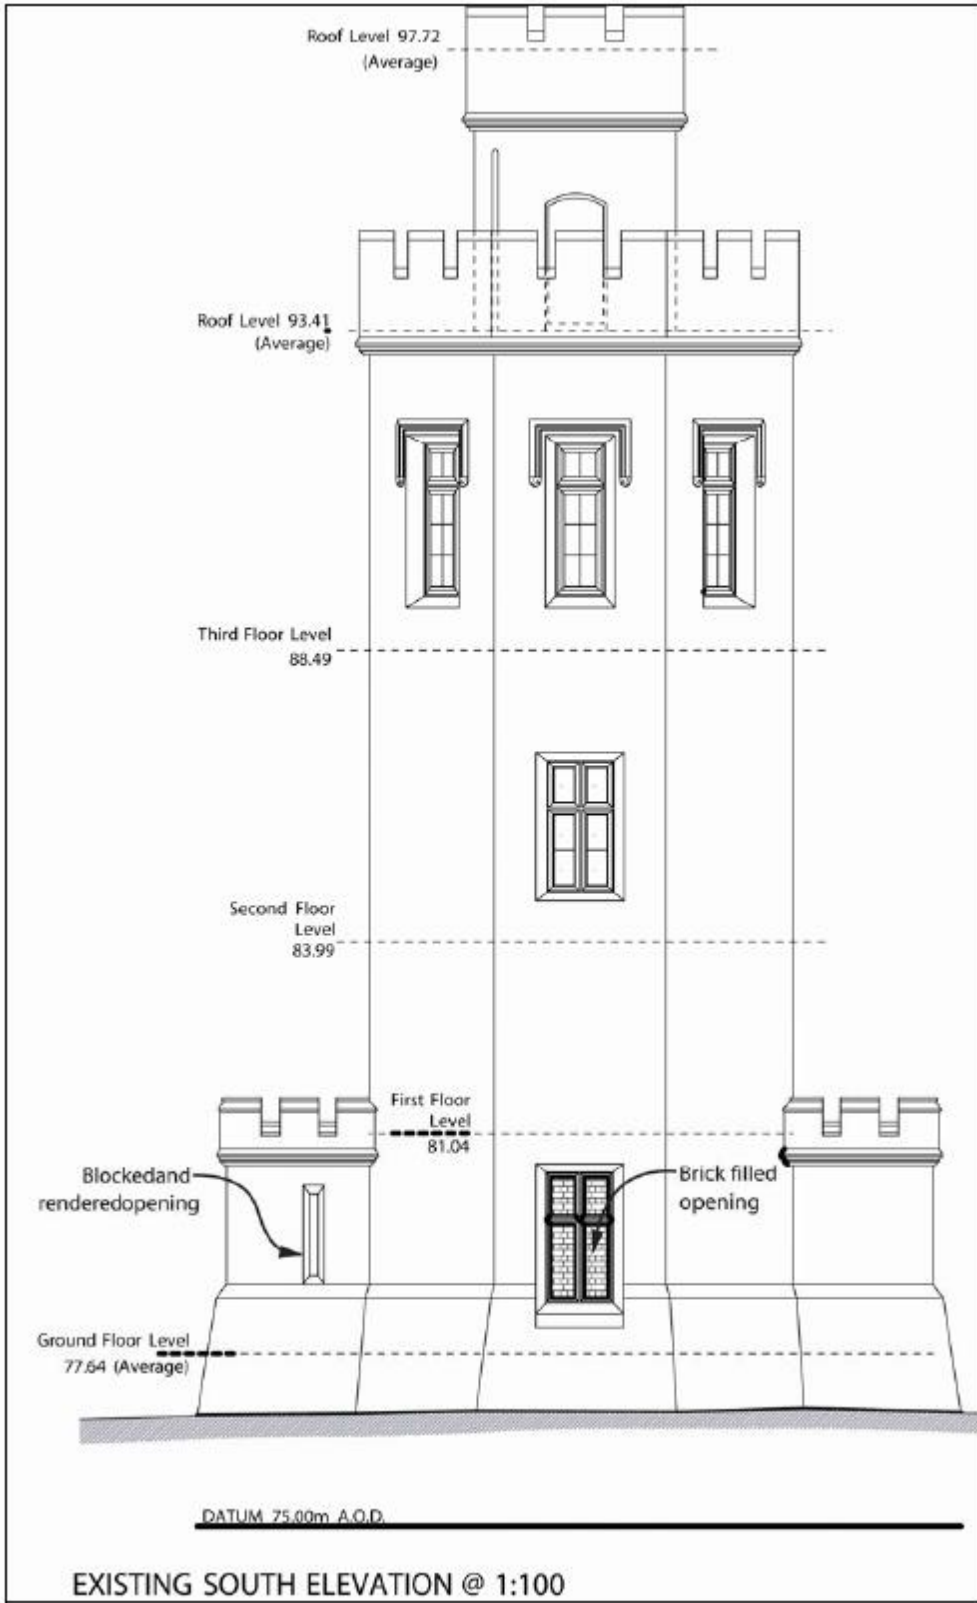 Roof Level 97.72
(Average)
Roof Level 93.41
(Average)
Third Floor Level
88.49
Second Floor
Level
83.99
First Floor
Level
81.04
Blockedand
renderedopening
Brick filled
opening
Ground Floor Level
77.64 (Average)
DATUM 75.00m A.O.D.
EXISTING SOUTH ELEVATION @ 1:100